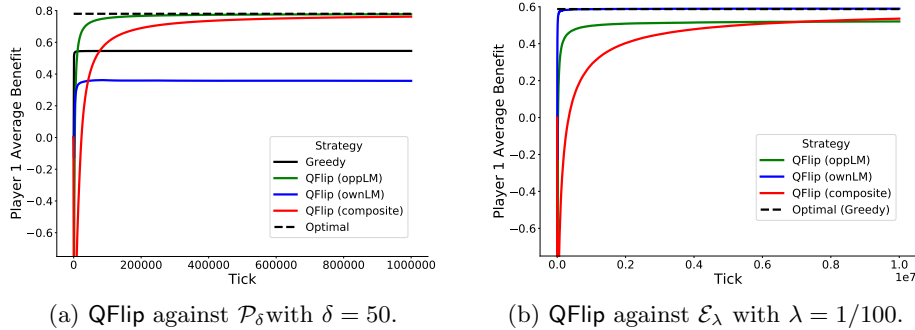 0.8
0.6
0.4
0.2
0.0
−0.2
−0.4
−0.6
Player 1 Average Benefit
0
200000
400000
600000
800000
1000000
Tick
Strategy
Greedy
QFlip (oppLM)
QFlip (ownLM)
QFlip (composite)
Optimal
(a) QFlip against 𝒫δ with δ = 50.
0.6
0.4
0.2
0.0
−0.2
−0.4
−0.6
Player 1 Average Benefit
0.0
0.2
0.4
0.6
0.8
1.0
1e7
Tick
Strategy
QFlip (oppLM)
QFlip (ownLM)
QFlip (composite)
Optimal (Greedy)
(b) QFlip against ℰλ with λ = 1/100.